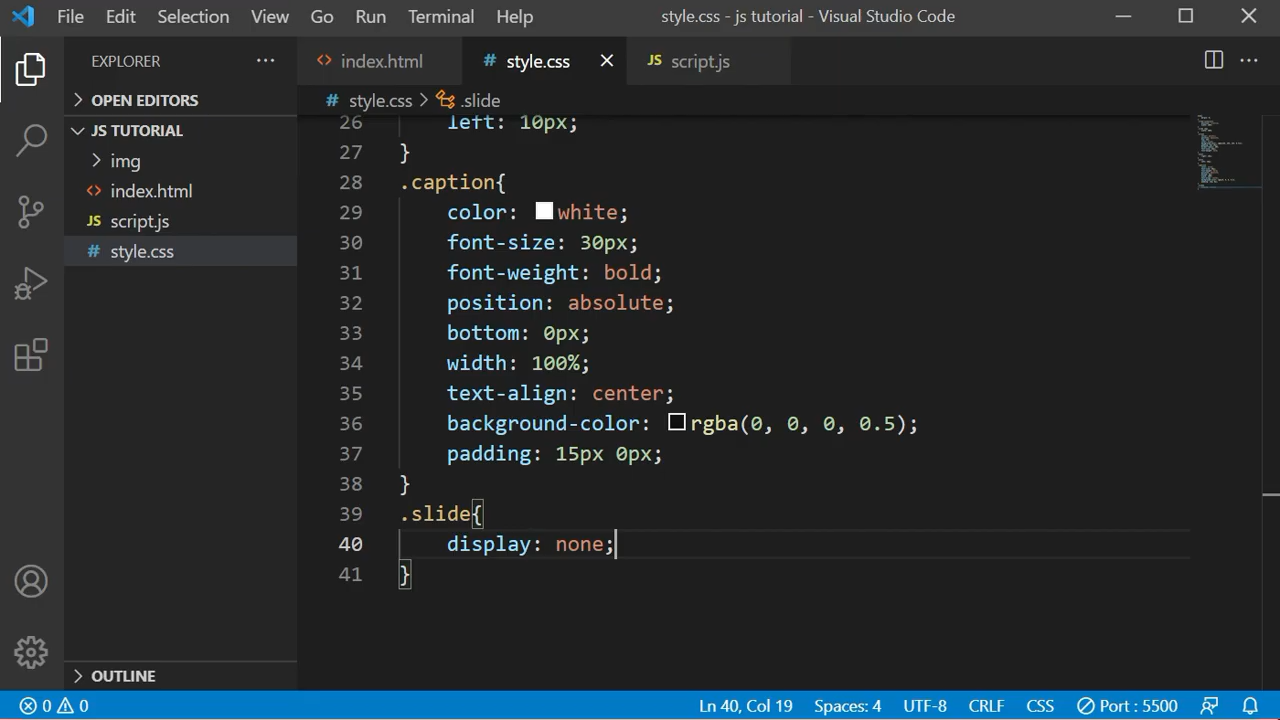 File Edit Selection View Go Run Terminal Help style.css - js tutorial - Visual Studio Code
EXPLORER
OPEN EDITORS
JS TUTORIAL
img
<> index.html
JS script.js
# style.css
OUTLINE
<> index.html # style.css JS script.js
# style.css > .slide
26 left: 10px;
27 }
28 .caption{
29 color: white;
30 font-size: 30px;
31 font-weight: bold;
32 position: absolute;
33 bottom: 0px;
34 width: 100%;
35 text-align: center;
36 background-color: rgba(0, 0, 0, 0.5);
37 padding: 15px 0px;
38 }
39 .slide{
40 display: none;
41 }
0 0 Ln 40, Col 19 Spaces: 4 UTF-8 CRLF CSS Port : 5500